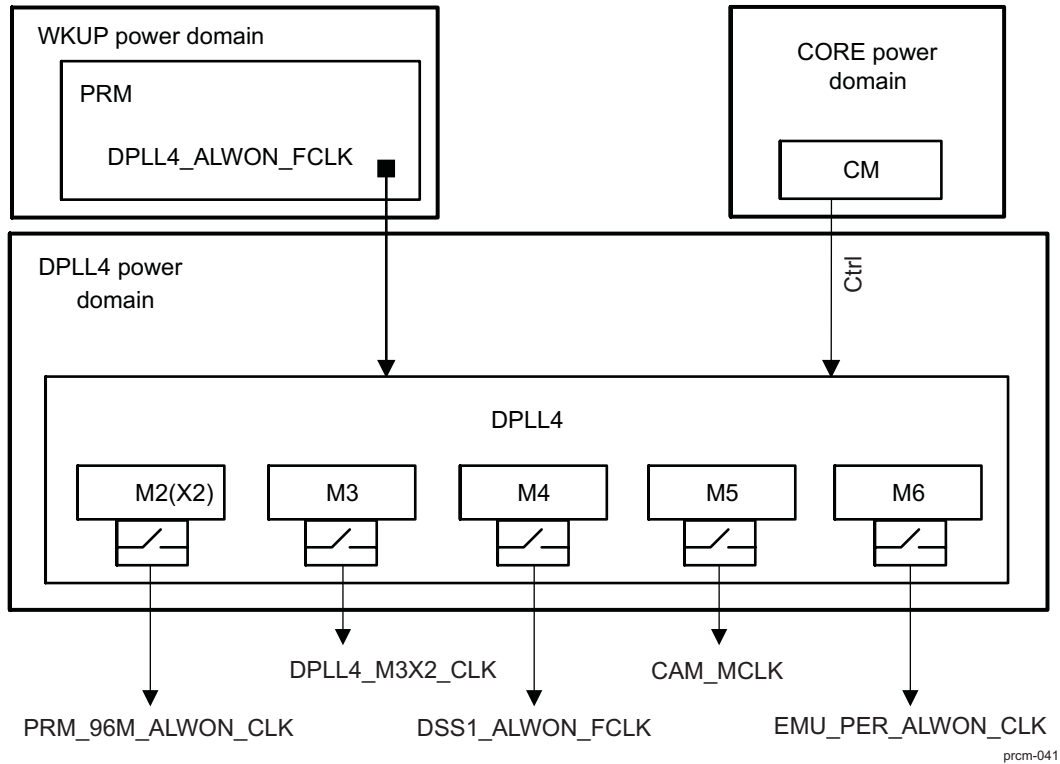 WKUP power domain
PRM
DPLL4_ALWON_FCLK
CORE power
domain
CM
DPLL4 power
domain
Ctrl
DPLL4
M2(X2)
M3
M4
M5
M6
DPLL4_M3X2_CLK
CAM_MCLK
PRM_96M_ALWON_CLK
DSS1_ALWON_FCLK
EMU_PER_ALWON_CLK
prcm-041